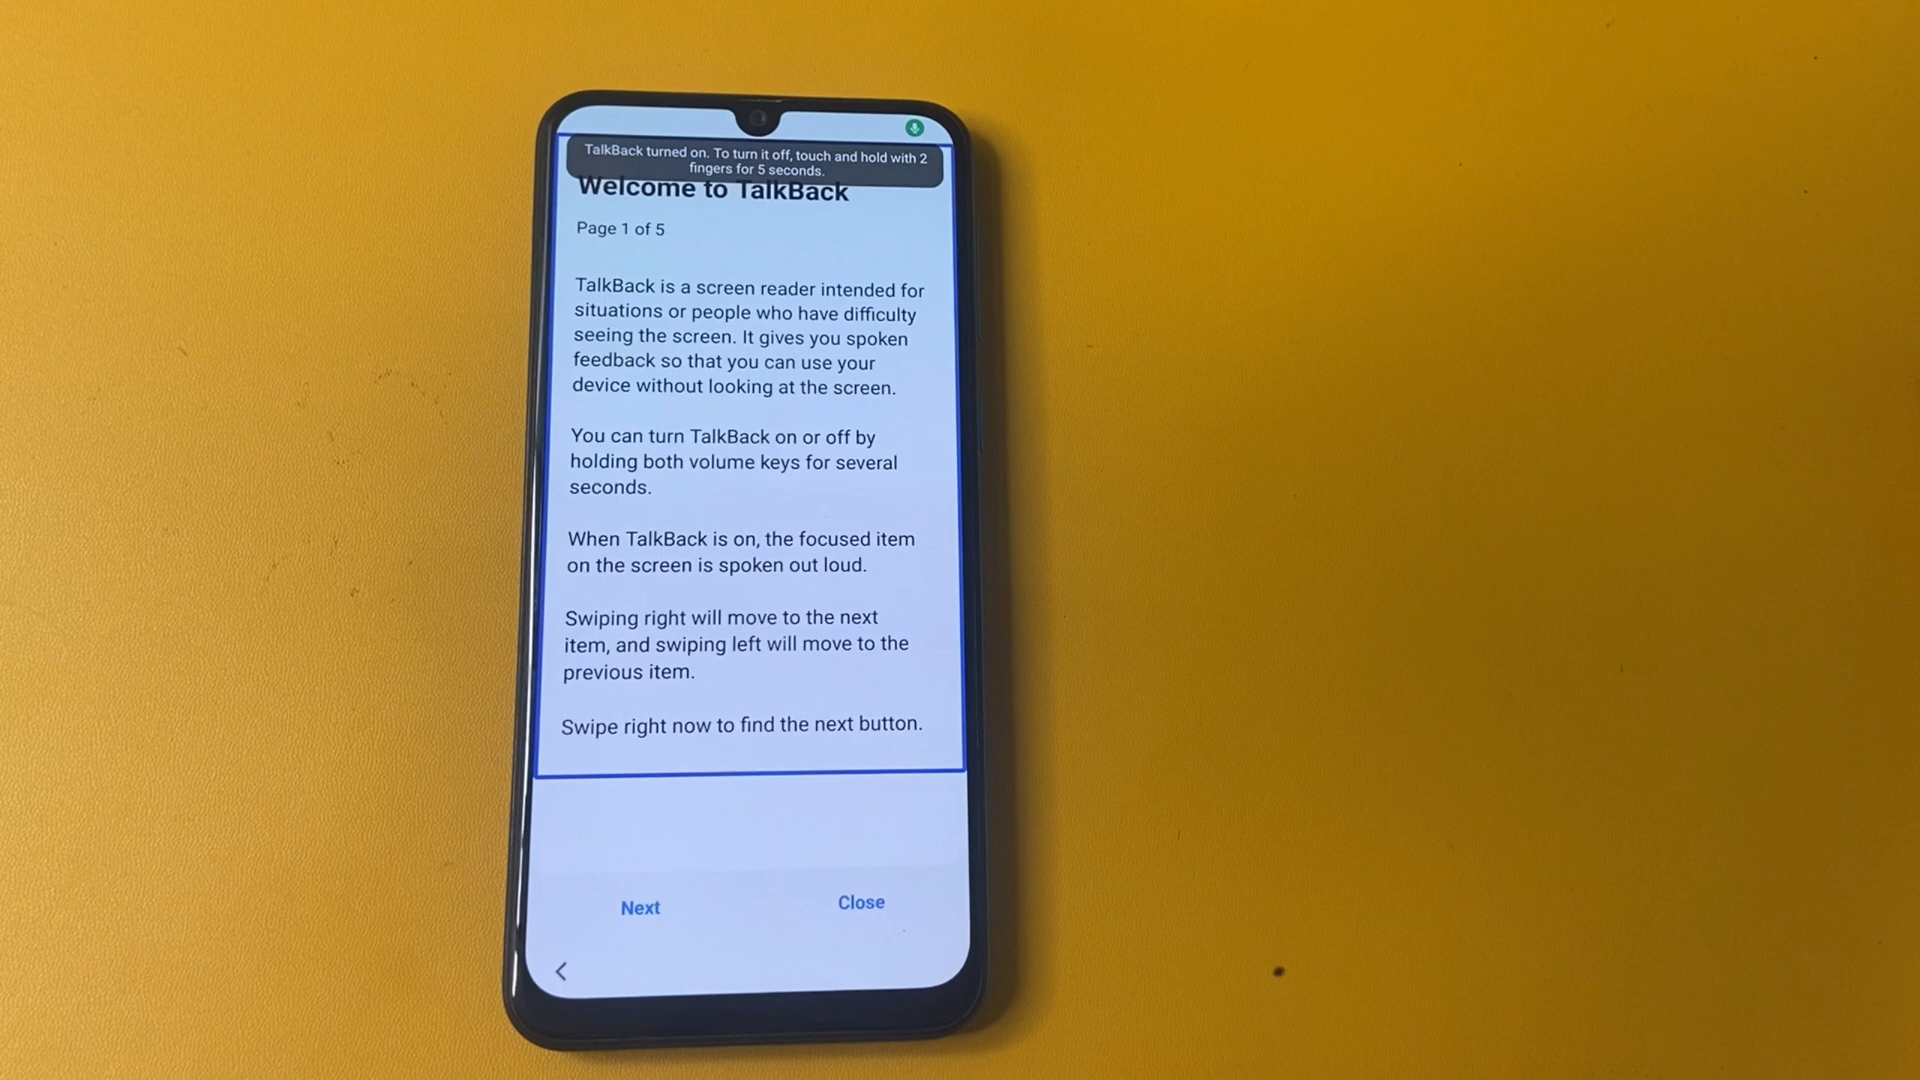 TalkBack turned on. To turn it off, touch and hold with 2
fingers for 5 seconds.
Welcome to TalkBack
Page 1 of 5
TalkBack is a screen reader intended for
situations or people who have difficulty
seeing the screen. It gives you spoken
feedback so that you can use your
device without looking at the screen.
You can turn TalkBack on or off by
holding both volume keys for several
seconds.
When TalkBack is on, the focused item
on the screen is spoken out loud.
Swiping right will move to the next
item, and swiping left will move to the
previous item.
Swipe right now to find the next button.
Next
Close